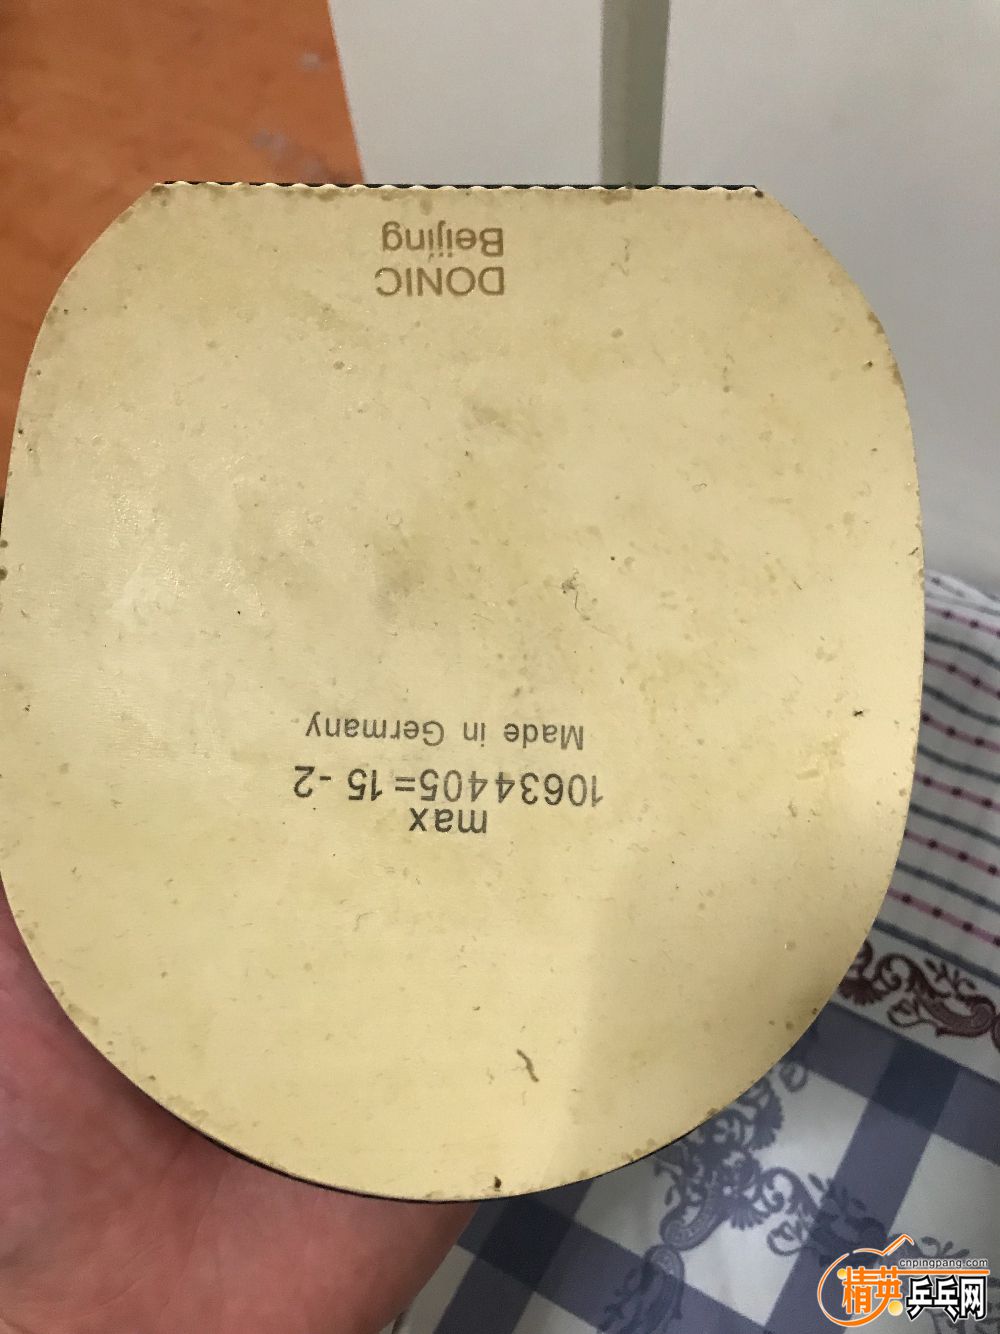 max
10634405=15 -2
Made in Germany
DONIC
Beijing
cnpingpang.com
精英乒乓网